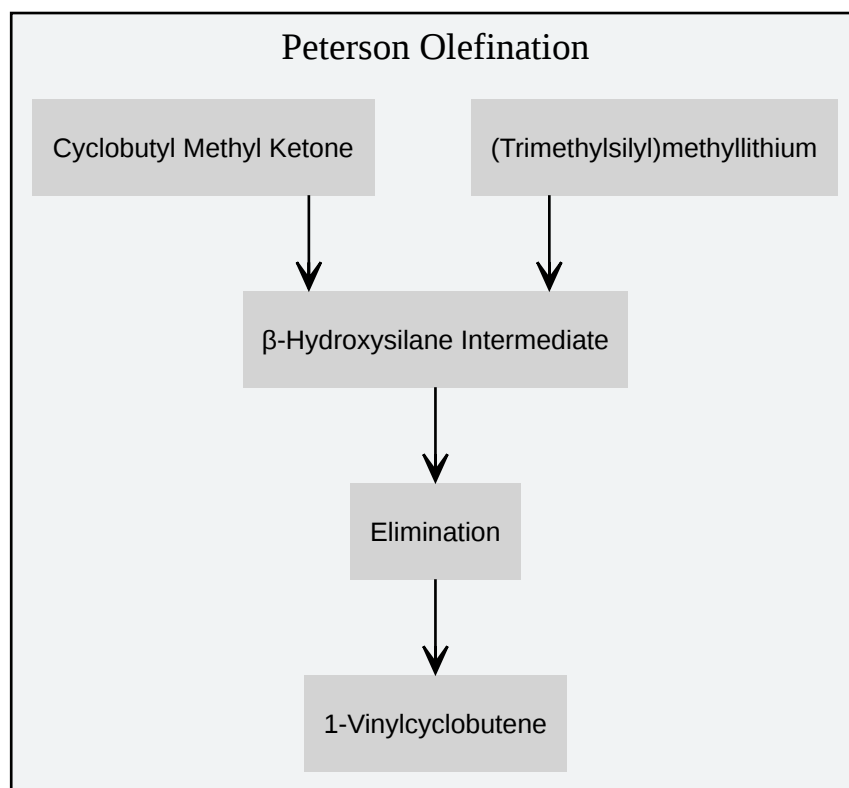 Peterson Olefination
Cyclobutyl Methyl Ketone
(Trimethylsilyl)methyllithium
β-Hydroxysilane Intermediate
Elimination
1-Vinylcyclobutene